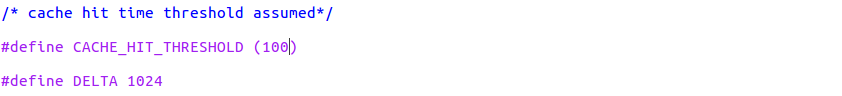 /* cache hit time threshold assumed*/
#define CACHE_HIT_THRESHOLD (100)
#define DELTA 1024